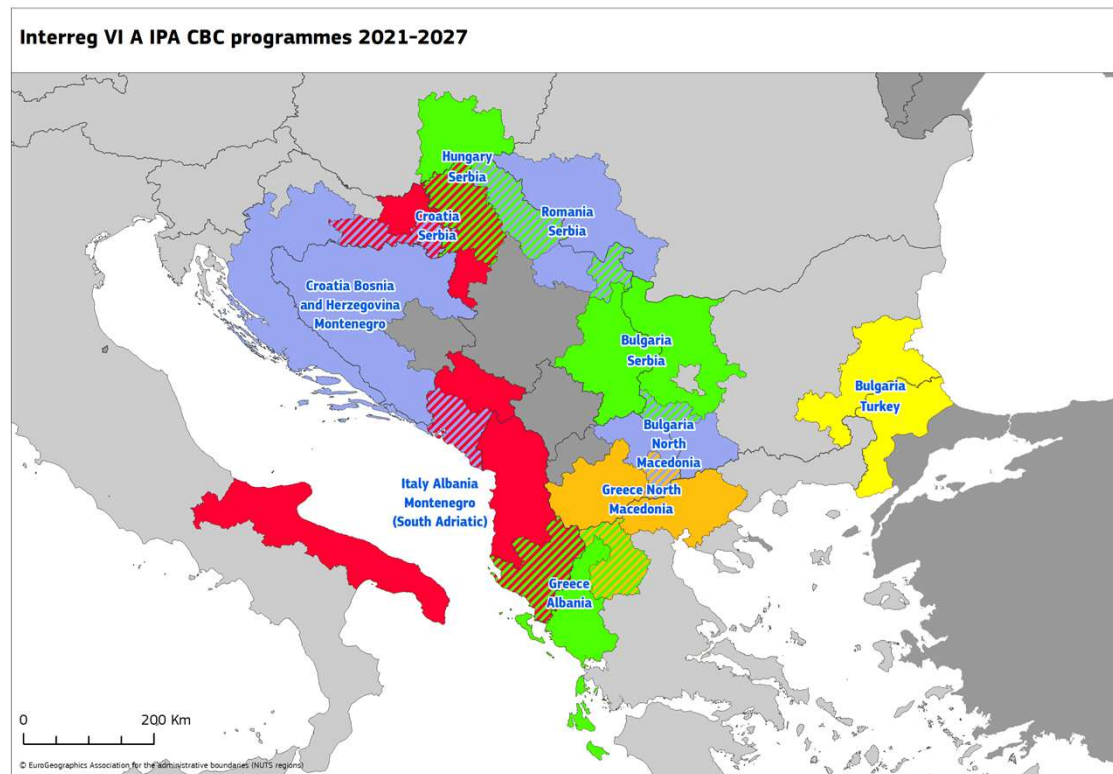 Interreg VI A IPA CBC programmes 2021-2027
Hungary
Serbia
Croatia
Serbia
Romania
Serbia
Croatia Bosnia
and Herzegovina
Montenegro
Bulgaria
Serbia
Bulgaria
Turkey
Bulgaria
North
Macedonia
Italy Albania
Montenegro
(South Adriatic)
Greece North
Macedonia
Greece
Albania
0 200 Km
© EuroGeographics Association for the administrative boundaries (NUTS regions)